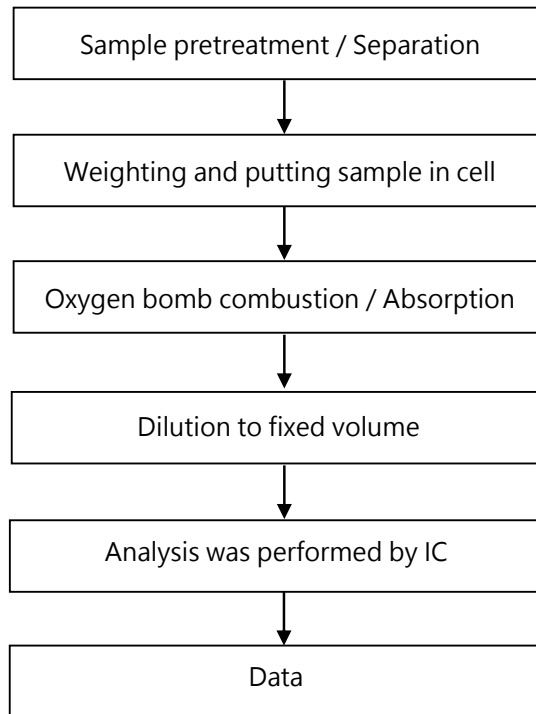 Sample pretreatment / Separation
Weighting and putting sample in cell
Oxygen bomb combustion / Absorption
Dilution to fixed volume
Analysis was performed by IC
Data